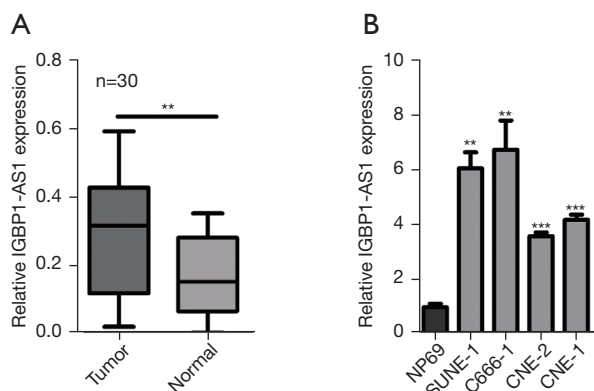 A
Relative IGBP1-AS1 expression
0.8
0.6
0.4
0.2
0.0
n=30
**
Tumor
Normal
B
Relative IGBP1-AS1 expression
10
8
6
4
2
0
**
**
***
***
NP69
SUNE-1
C666-1
CNE-2
CNE-1